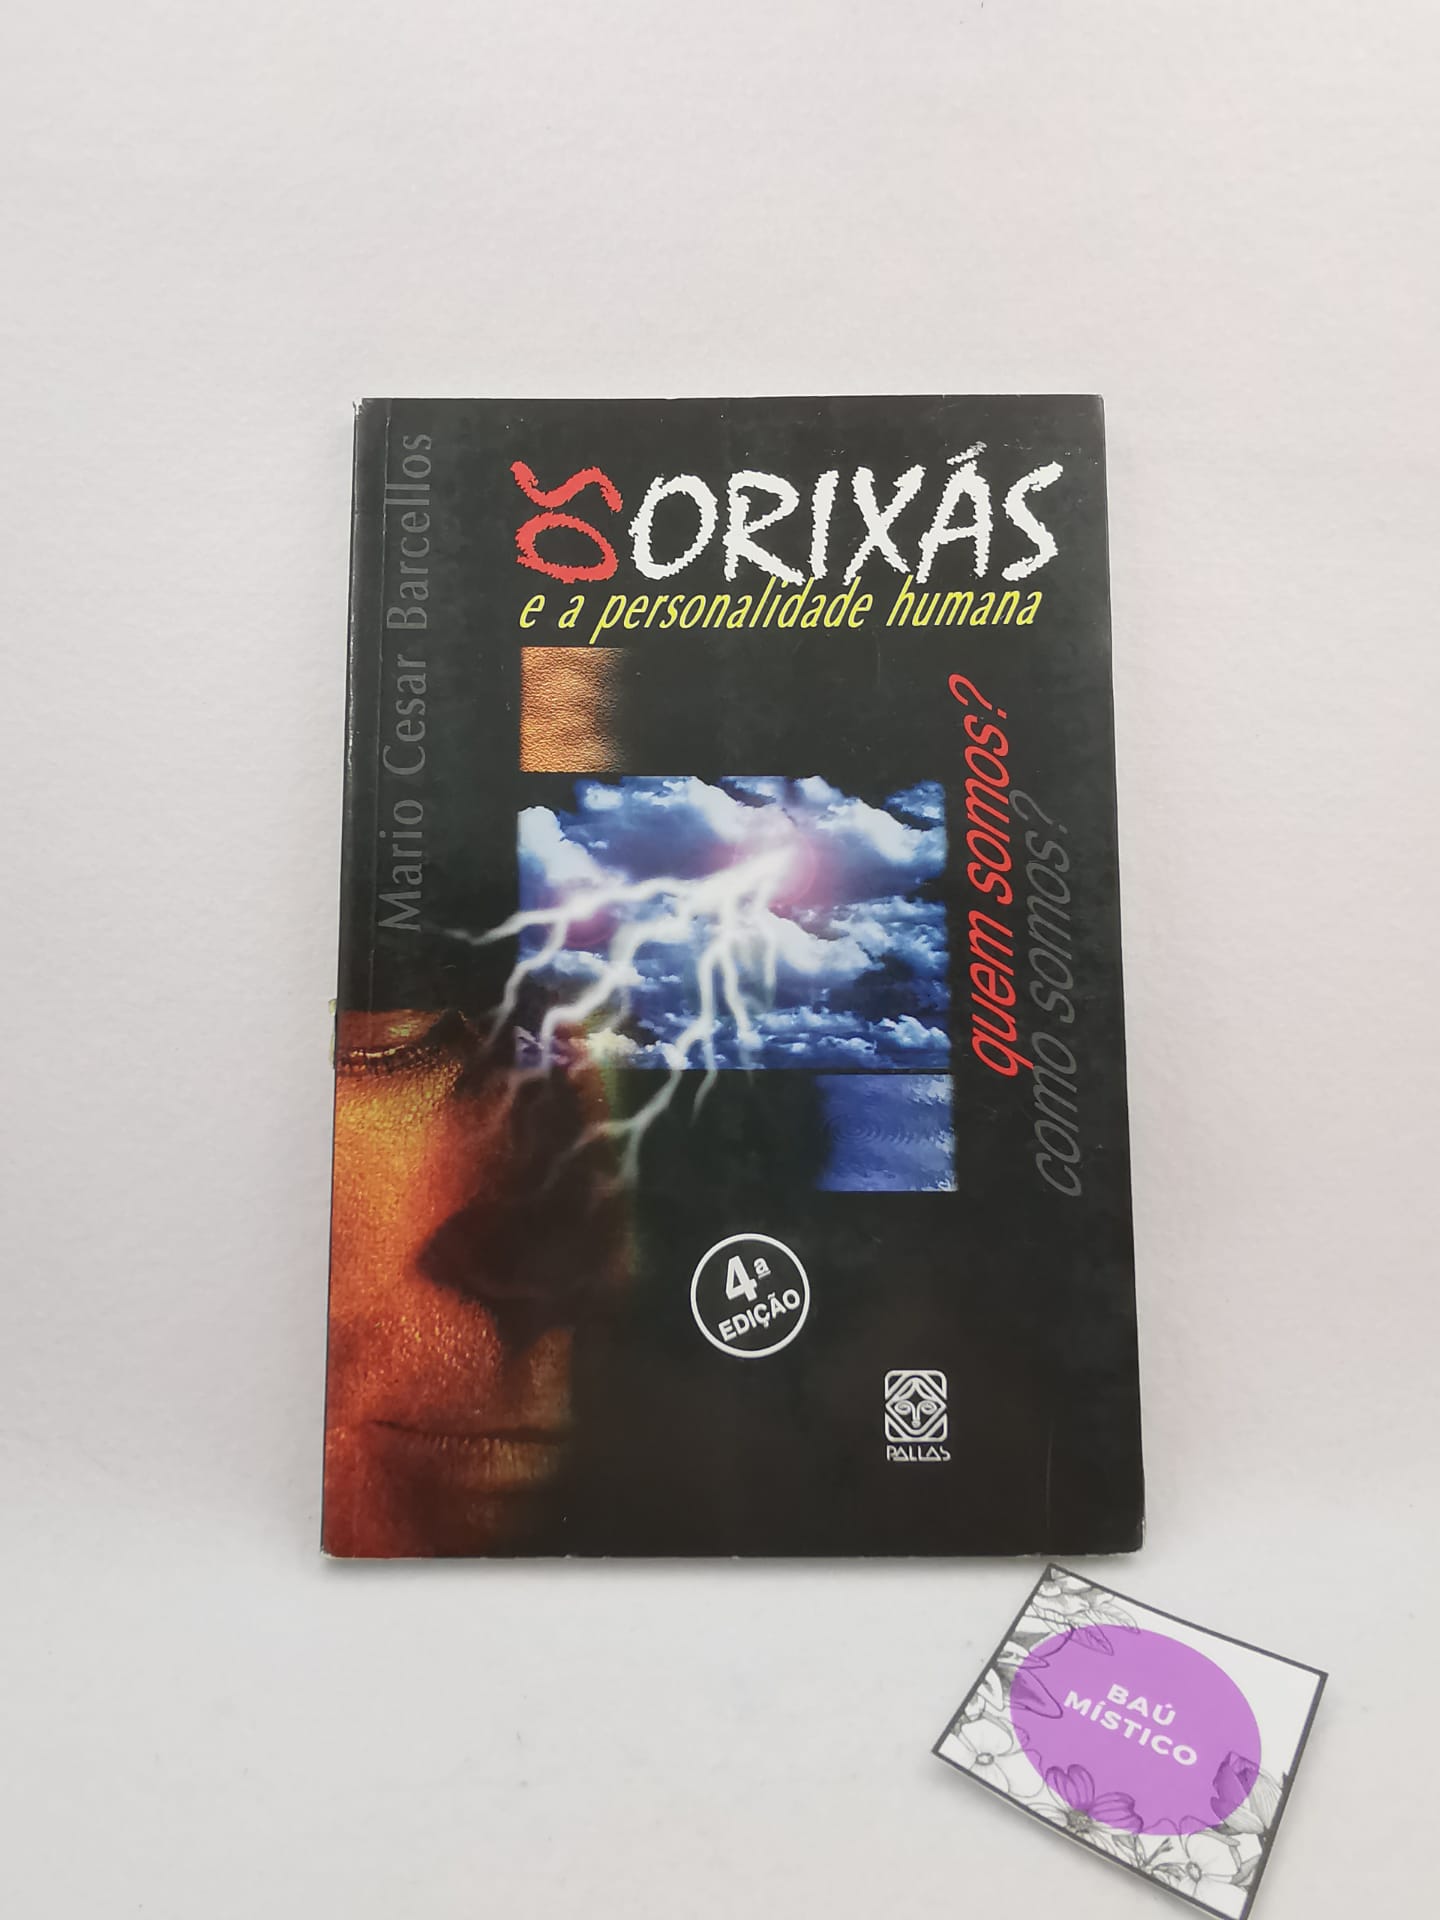 Mario Cesar Barcellos
OS ORIXÁS
e a personalidade humana
quem somos?
como somos?
4ª
EDIÇÃO
PALLAS
BAÚ
MÍSTICO